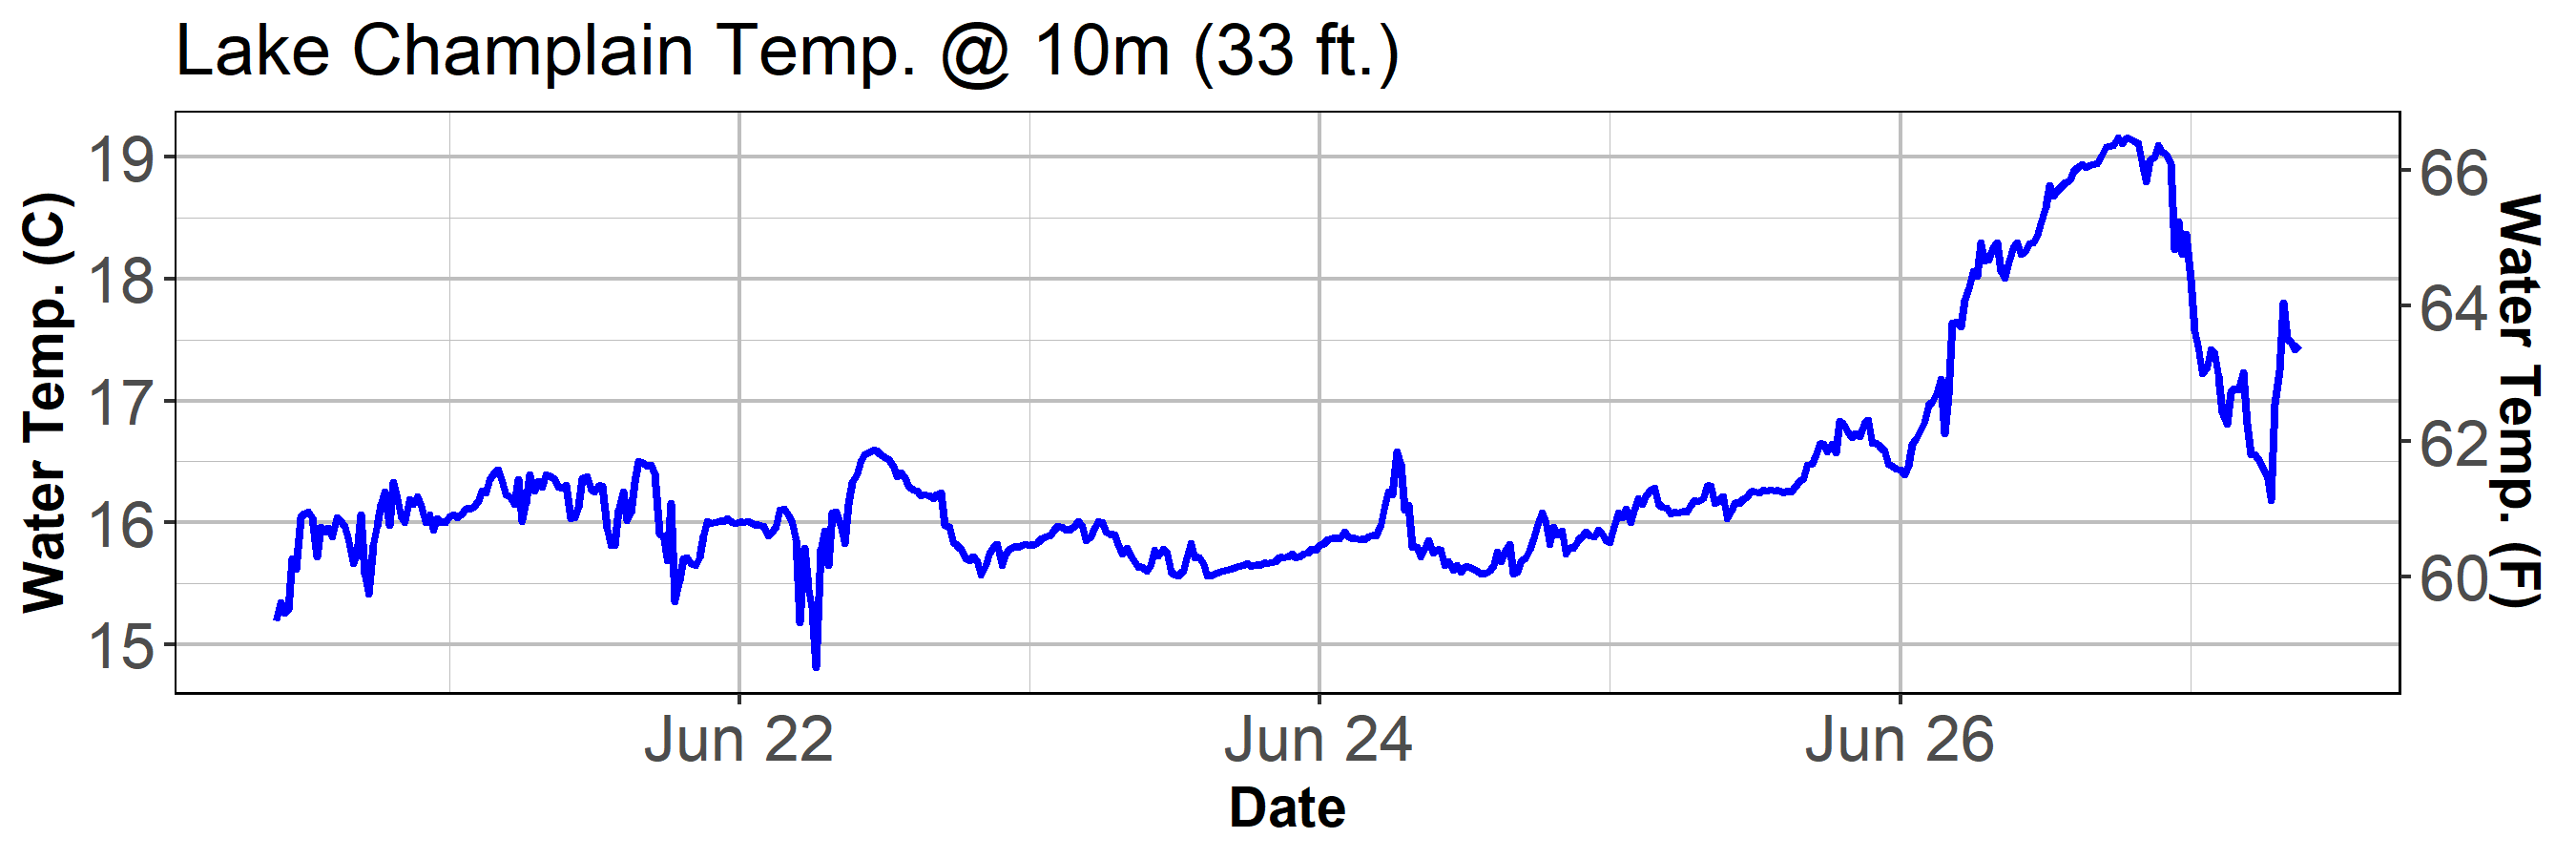 Lake Champlain Temp. @ 10m (33 ft.)
Water Temp. (C)
19
18
17
16
15
66
64
62
60
Water Temp. (F)
Jun 22
Jun 24
Jun 26
Date